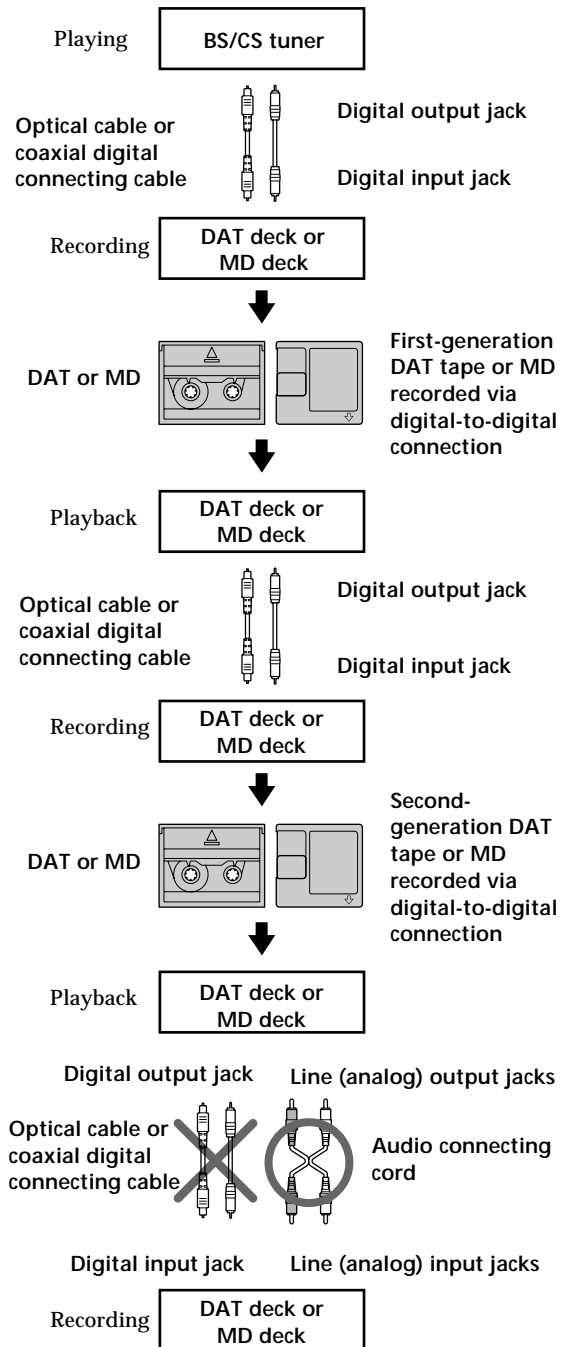 Playing
BS/CS tuner
Optical cable or
coaxial digital
connecting cable
Digital output jack
Digital input jack
Recording
DAT deck or
MD deck
DAT or MD
First-generation
DAT tape or MD
recorded via
digital-to-digital
connection
Playback
DAT deck or
MD deck
Optical cable or
coaxial digital
connecting cable
Digital output jack
Digital input jack
Recording
DAT deck or
MD deck
DAT or MD
Second-
generation DAT
tape or MD
recorded via
digital-to-digital
connection
Playback
DAT deck or
MD deck
Digital output jack
Line (analog) output jacks
Optical cable or
coaxial digital
connecting cable
Audio connecting
cord
Digital input jack
Line (analog) input jacks
Recording
DAT deck or
MD deck